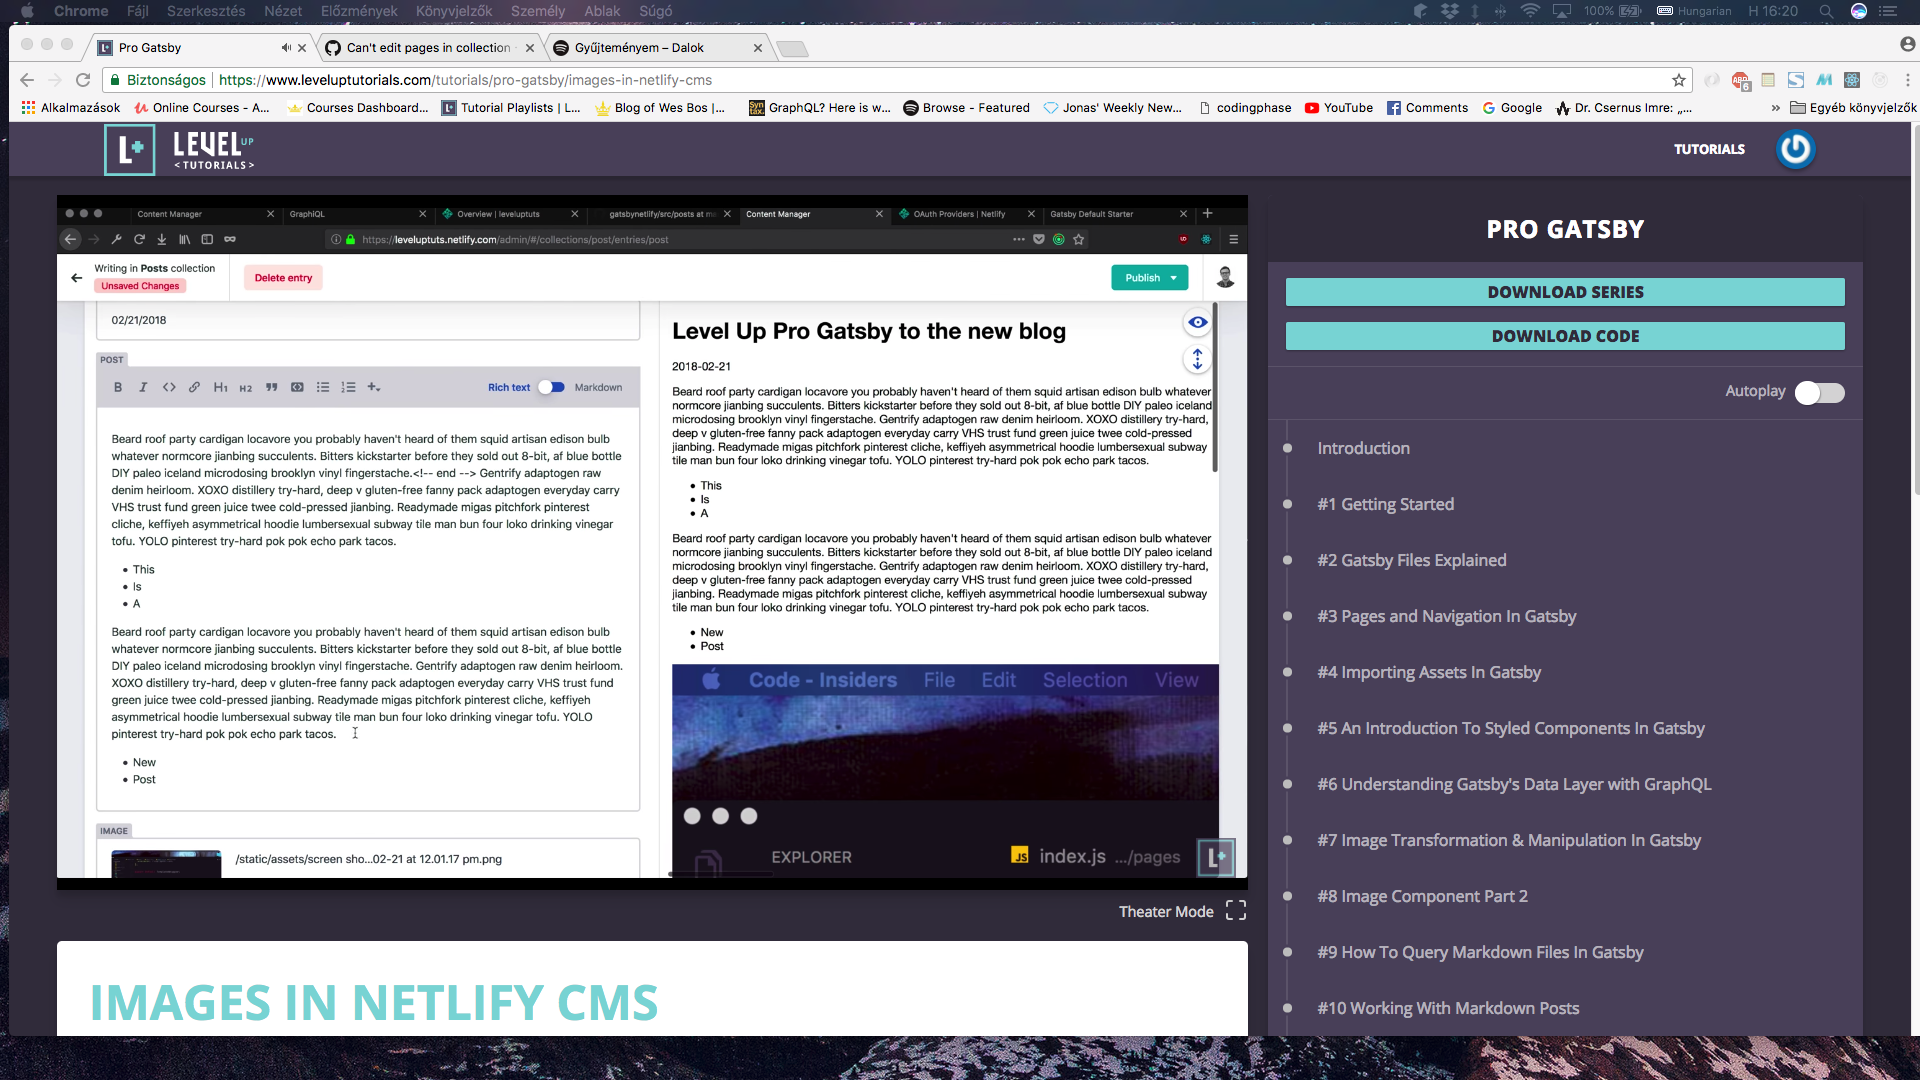 Chrome Fájl Szerkesztés Nézet Előzmények Könyvjelzők Személy Ablak Súgó 100% Hungarian H 16:20
Pro Gatsby
Can't edit pages in collection
Gyűjteményem – Dalok
Biztonságos https://www.leveluptutorials.com/tutorials/pro-gatsby/images-in-netlify-cms
Alkalmazások Online Courses - A... Courses Dashboard... Tutorial Playlists | L... Blog of Wes Bos |... GraphQL? Here is w... Browse - Featured Jonas' Weekly New... codingphase YouTube Comments Google Dr. Csernus Imre: „... » Egyéb könyvjelzők
L+ LEVEL UP
<TUTORIALS>
TUTORIALS
Content Manager GraphiQL Overview | leveluptuts gatsbynetlify/src/posts at ma Content Manager OAuth Providers | Netlify Gatsby Default Starter
https://leveluptuts.netlify.com/admin/#/collections/post/entries/post
Writing in Posts collection
Unsaved Changes
Delete entry
Publish
02/21/2018
POST
B I <> H1 H2 Rich text Markdown
Beard roof party cardigan locavore you probably haven't heard of them squid artisan edison bulb
whatever normcore jianbing succulents. Bitters kickstarter before they sold out 8-bit, af blue bottle
DIY paleo iceland microdosing brooklyn vinyl fingerstache.<!-- end --> Gentrify adaptogen raw
denim heirloom. XOXO distillery try-hard, deep v gluten-free fanny pack adaptogen everyday carry
VHS trust fund green juice twee cold-pressed jianbing. Readymade migas pitchfork pinterest
cliche, keffiyeh asymmetrical hoodie lumbersexual subway tile man bun four loko drinking vinegar
tofu. YOLO pinterest try-hard pok pok echo park tacos.
• This
• Is
• A
Beard roof party cardigan locavore you probably haven't heard of them squid artisan edison bulb
whatever normcore jianbing succulents. Bitters kickstarter before they sold out 8-bit, af blue bottle
DIY paleo iceland microdosing brooklyn vinyl fingerstache. Gentrify adaptogen raw denim heirloom.
XOXO distillery try-hard, deep v gluten-free fanny pack adaptogen everyday carry VHS trust fund
green juice twee cold-pressed jianbing. Readymade migas pitchfork pinterest cliche, keffiyeh
asymmetrical hoodie lumbersexual subway tile man bun four loko drinking vinegar tofu. YOLO
pinterest try-hard pok pok echo park tacos.
• New
• Post
IMAGE
/static/assets/screen sho...02-21 at 12.01.17 pm.png
Level Up Pro Gatsby to the new blog
2018-02-21
Beard roof party cardigan locavore you probably haven't heard of them squid artisan edison bulb whatever
normcore jianbing succulents. Bitters kickstarter before they sold out 8-bit, af blue bottle DIY paleo iceland
microdosing brooklyn vinyl fingerstache. Gentrify adaptogen raw denim heirloom. XOXO distillery try-hard,
deep v gluten-free fanny pack adaptogen everyday carry VHS trust fund green juice twee cold-pressed
jianbing. Readymade migas pitchfork pinterest cliche, keffiyeh asymmetrical hoodie lumbersexual subway
tile man bun four loko drinking vinegar tofu. YOLO pinterest try-hard pok pok echo park tacos.
• This
• Is
• A
Beard roof party cardigan locavore you probably haven't heard of them squid artisan edison bulb whatever
normcore jianbing succulents. Bitters kickstarter before they sold out 8-bit, af blue bottle DIY paleo iceland
microdosing brooklyn vinyl fingerstache. Gentrify adaptogen raw denim heirloom. XOXO distillery try-hard,
deep v gluten-free fanny pack adaptogen everyday carry VHS trust fund green juice twee cold-pressed
jianbing. Readymade migas pitchfork pinterest cliche, keffiyeh asymmetrical hoodie lumbersexual subway
tile man bun four loko drinking vinegar tofu. YOLO pinterest try-hard pok pok echo park tacos.
• New
• Post
Code - Insiders File Edit Selection View
EXPLORER JS index.js .../pages
L+
Theater Mode
IMAGES IN NETLIFY CMS
PRO GATSBY
DOWNLOAD SERIES
DOWNLOAD CODE
Autoplay
Introduction
#1 Getting Started
#2 Gatsby Files Explained
#3 Pages and Navigation In Gatsby
#4 Importing Assets In Gatsby
#5 An Introduction To Styled Components In Gatsby
#6 Understanding Gatsby's Data Layer with GraphQL
#7 Image Transformation & Manipulation In Gatsby
#8 Image Component Part 2
#9 How To Query Markdown Files In Gatsby
#10 Working With Markdown Posts